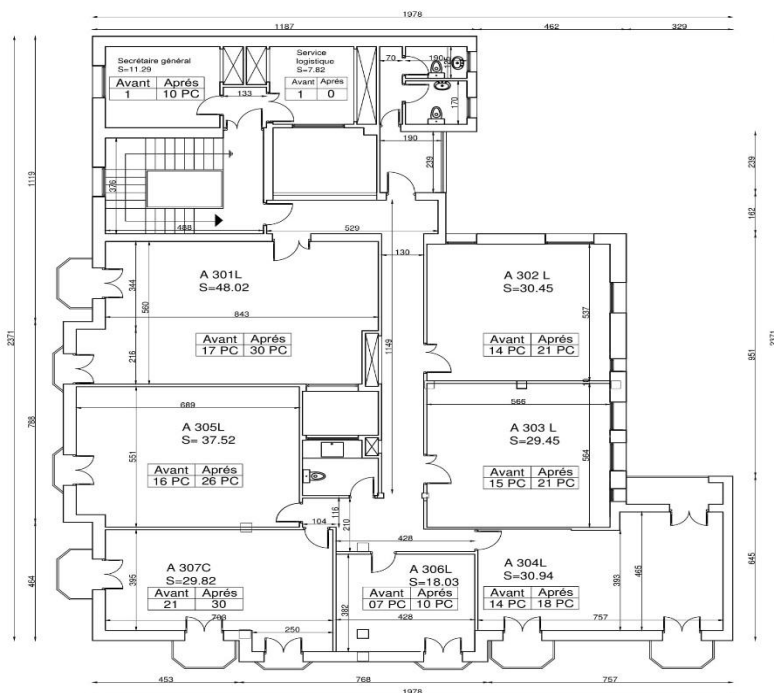 1978
1187
462
329
Secrétaire général
S=11.29
Avant Aprés
1 10 PC
Service
logistique
S=7.82
Avant Aprés
1 0
133
70
190
170
190
239
376
488
529
130
1119
2371
788
464
239
162
951
645
2371
A 301L
S=48.02
344
560
843
216
Avant Aprés
17 PC 30 PC
1149
A 302 L
S=30.45
537
Avant Aprés
14 PC 21 PC
10
689
566
A 305L
S= 37.52
551
Avant Aprés
16 PC 26 PC
A 303 L
S=29.45
564
Avant Aprés
15 PC 21 PC
104
116
210
428
A 307C
S=29.82
395
Avant Aprés
21 30
793
250
A 306L
S=18.03
382
Avant Aprés
07 PC 10 PC
428
A 304L
S=30.94
393
465
Avant Aprés
14 PC 18 PC
757
453
768
757
1978